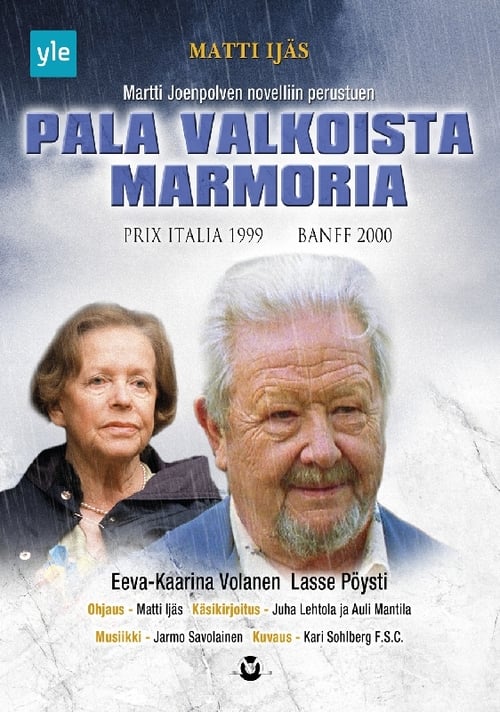 yle
MATTI IJÄS
Martti Joenpolven novelliin perustuen
PALA VALKOISTA
MARMORIA
PRIX ITALIA 1999 BANFF 2000
Eeva-Kaarina Volanen Lasse Pöysti
Ohjaus - Matti Ijäs Käsikirjoitus - Juha Lehtola ja Auli Mantila
Musiikki - Jarmo Savolainen Kuvaus - Kari Sohlberg F.S.C.